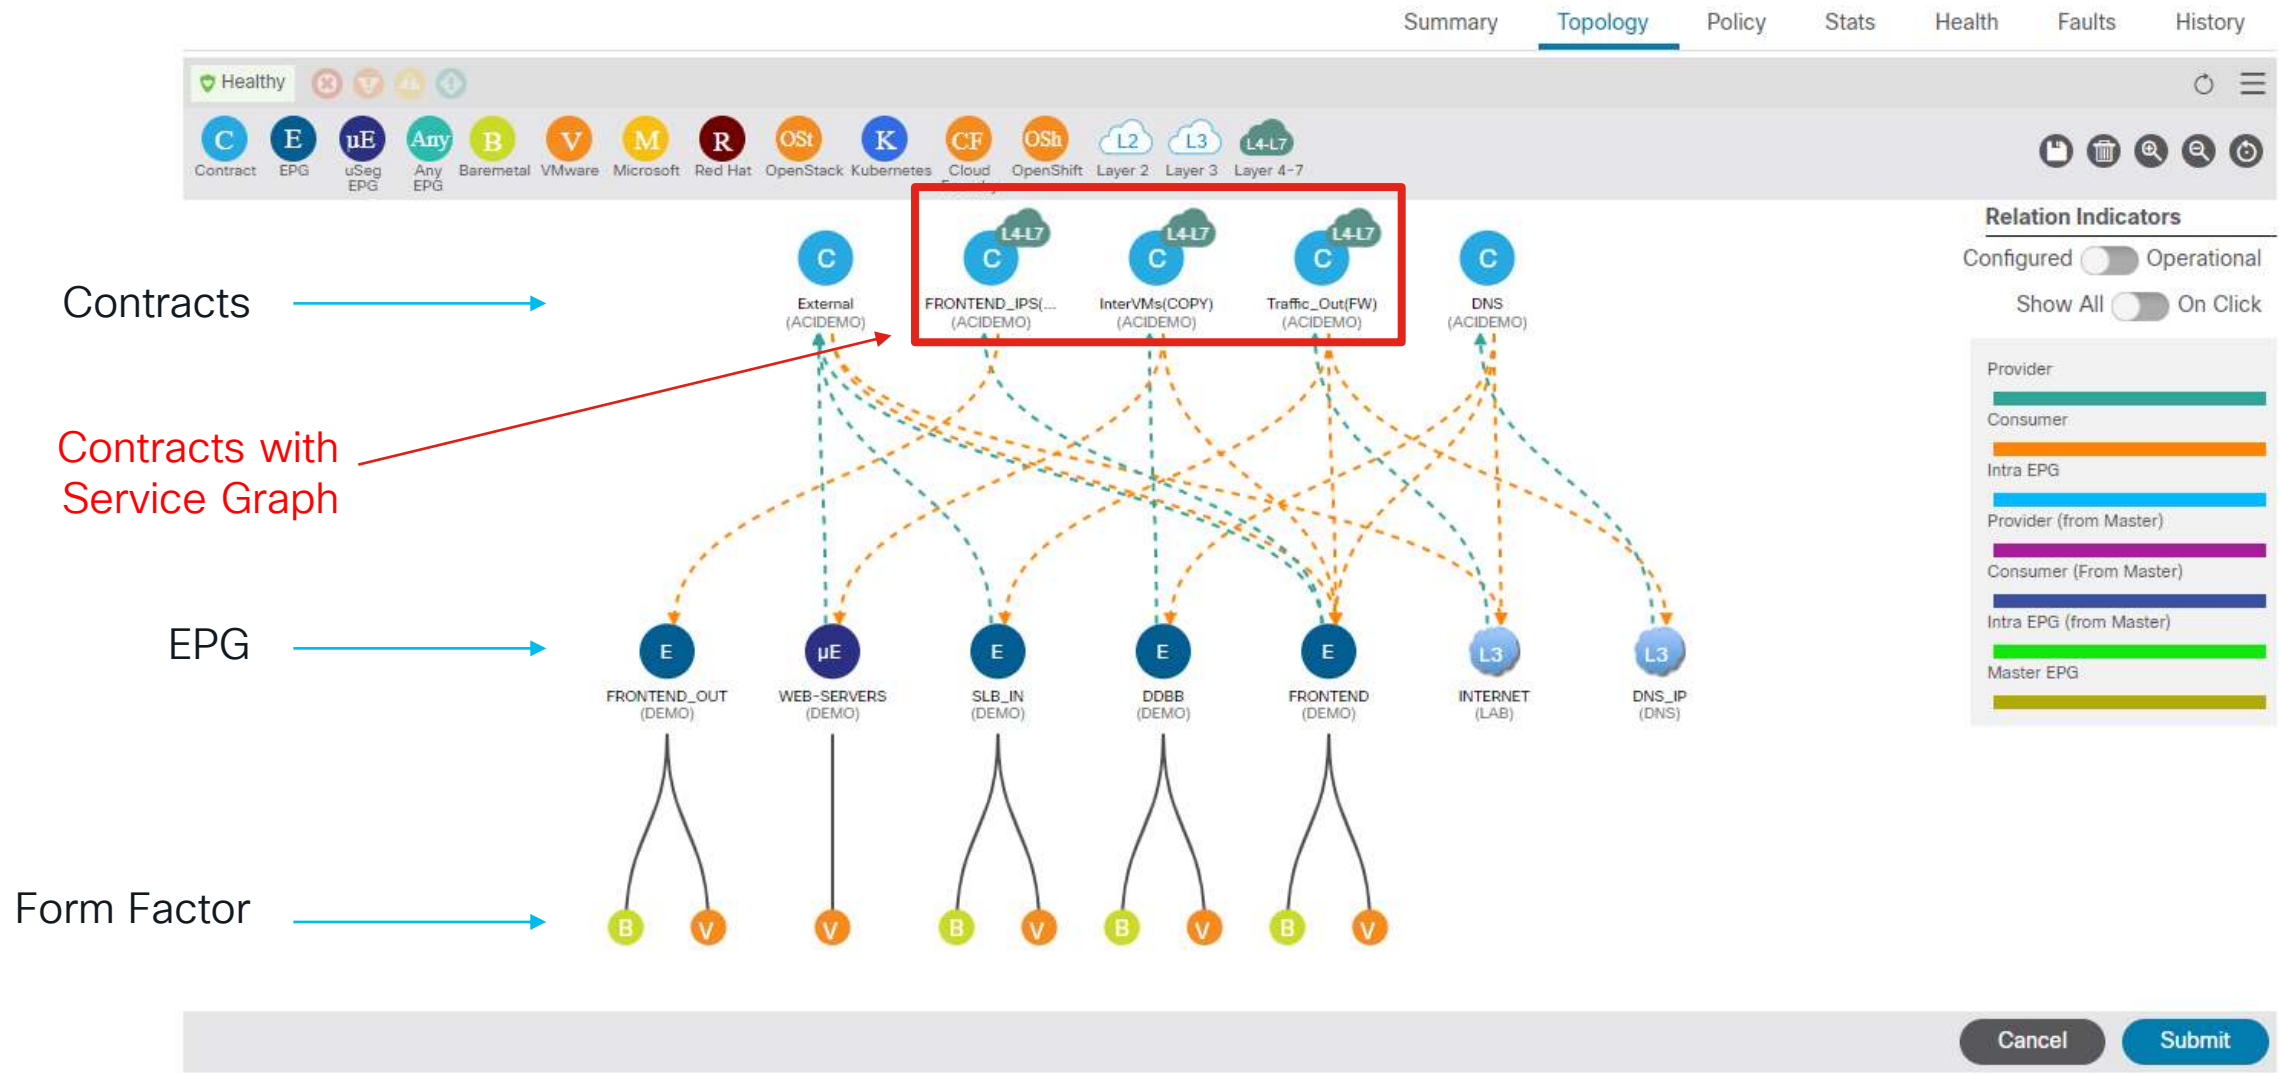 Summary Topology Policy Stats Health Faults History
Healthy
C E µE Any B V M R OSt K CF OSh L2 L3 L4-L7
Contract EPG uSeg EPG Any EPG Baremetal VMware Microsoft Red Hat OpenStack Kubernetes Cloud OpenShift Layer 2 Layer 3 Layer 4-7
Relation Indicators
Configured Operational
Show All On Click
Provider
Consumer
Intra EPG
Provider (from Master)
Consumer (From Master)
Intra EPG (from Master)
Master EPG
Contracts
L4-L7 L4-L7 L4-L7
C C C C C
External FRONTEND_IPS(... InterVMs(COPY) Traffic_Out(FW) DNS
(ACIDEMO) (ACIDEMO) (ACIDEMO) (ACIDEMO) (ACIDEMO)
Contracts with
Service Graph
EPG
E µE E E E L3 L3
FRONTEND_OUT WEB-SERVERS SLB_IN DDBB FRONTEND INTERNET DNS_IP
(DEMO) (DEMO) (DEMO) (DEMO) (DEMO) (LAB) (DNS)
Form Factor
B V V B V B V B V
Cancel Submit